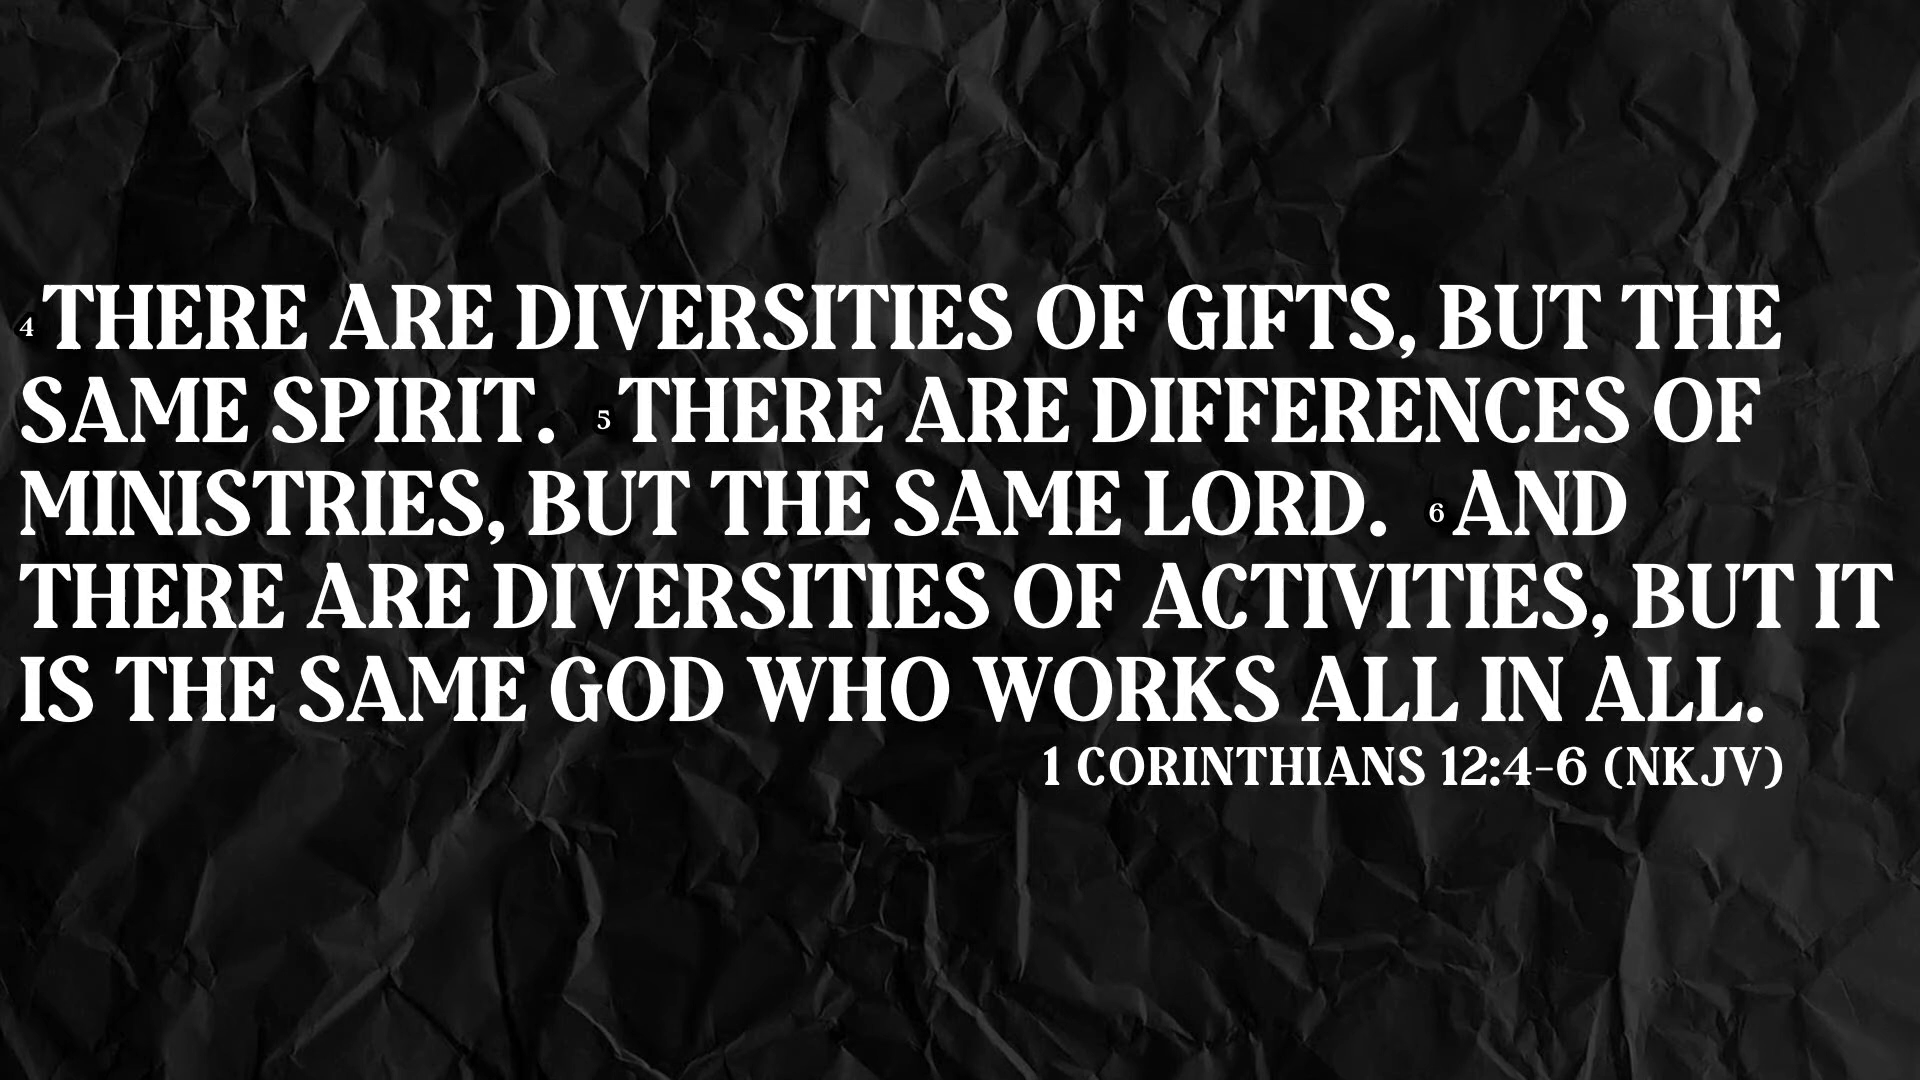 4 THERE ARE DIVERSITIES OF GIFTS, BUT THE
SAME SPIRIT. 5 THERE ARE DIFFERENCES OF
MINISTRIES, BUT THE SAME LORD. 6 AND
THERE ARE DIVERSITIES OF ACTIVITIES, BUT IT
IS THE SAME GOD WHO WORKS ALL IN ALL.
1 CORINTHIANS 12:4-6 (NKJV)